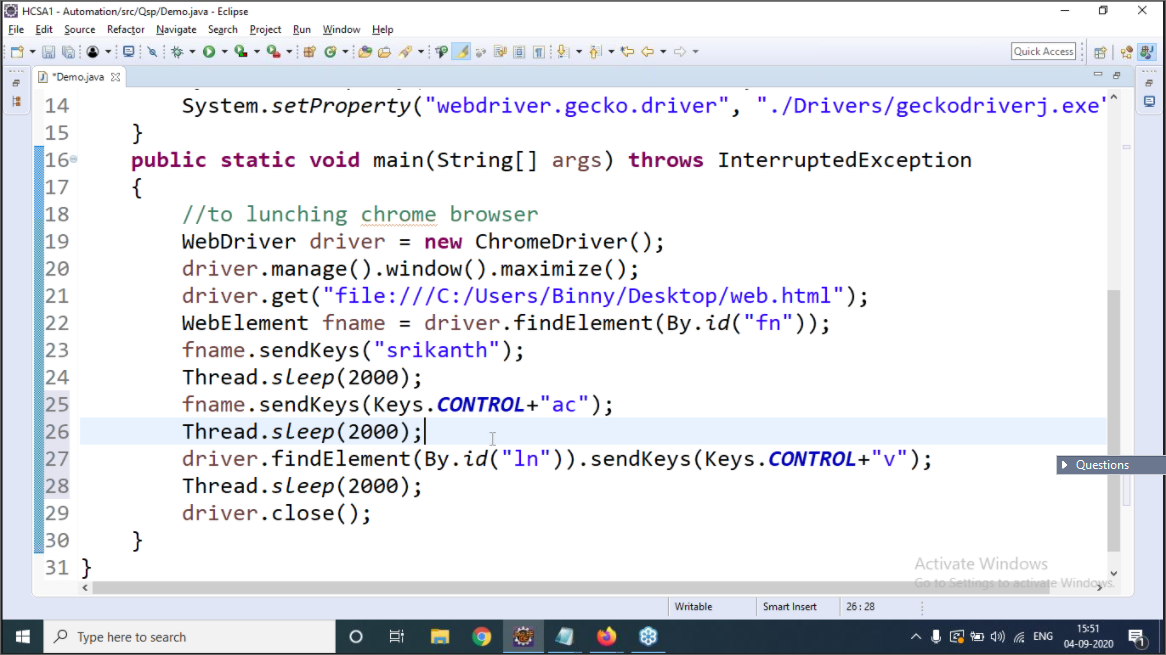 HCSA1 - Automation/src/Qsp/Demo.java - Eclipse
File Edit Source Refactor Navigate Search Project Run Window Help
Quick Access
*Demo.java
14 System.setProperty("webdriver.gecko.driver", "./Drivers/geckodriverj.exe"
15 }
16 public static void main(String[] args) throws InterruptedException
17 {
18 //to lunching chrome browser
19 WebDriver driver = new ChromeDriver();
20 driver.manage().window().maximize();
21 driver.get("file:///C:/Users/Binny/Desktop/web.html");
22 WebElement fname = driver.findElement(By.id("fn"));
23 fname.sendKeys("srikanth");
24 Thread.sleep(2000);
25 fname.sendKeys(Keys.CONTROL+"ac");
26 Thread.sleep(2000);
27 driver.findElement(By.id("ln")).sendKeys(Keys.CONTROL+"v");
28 Thread.sleep(2000);
29 driver.close();
30 }
31 }
Questions
Activate Windows
Go to Settings to activate Windows.
Writable Smart Insert 26 : 28
Type here to search
ENG
15:51
04-09-2020
1